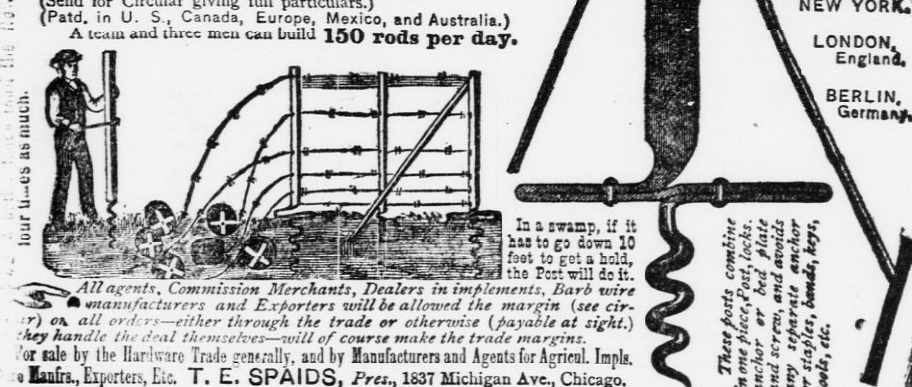 (Send for Circular giving full particulars.)
(Patd. in U. S., Canada, Europe, Mexico, and Australia.)
A team and three men can build 150 rods per day.
four times as much.
In a swamp, if it
has to go down 10
feet to get a hold,
the Post will do it.
All agents, Commission Merchants, Dealers in implements, Barb wire
manufacturers and Exporters will be allowed the margin (see cir-
on all orders—either through the trade or otherwise (payable at sight.)
they handle the deal themselves—will of course make the trade margins.
For sale by the Hardware Trade generally, and by Manufacturers and Agents for Agricul. Impls.
Manfrs., Exporters, Etc. T. E. SPAIDS, Pres., 1837 Michigan Ave., Chicago.
NEW YORK.
LONDON,
England.
BERLIN,
Germany.
These posts combine
in one piece, Post, locks,
anchor or bed plate
and screw, and avoids
any separate anchor
or staples, bands, keys,
tools, etc.